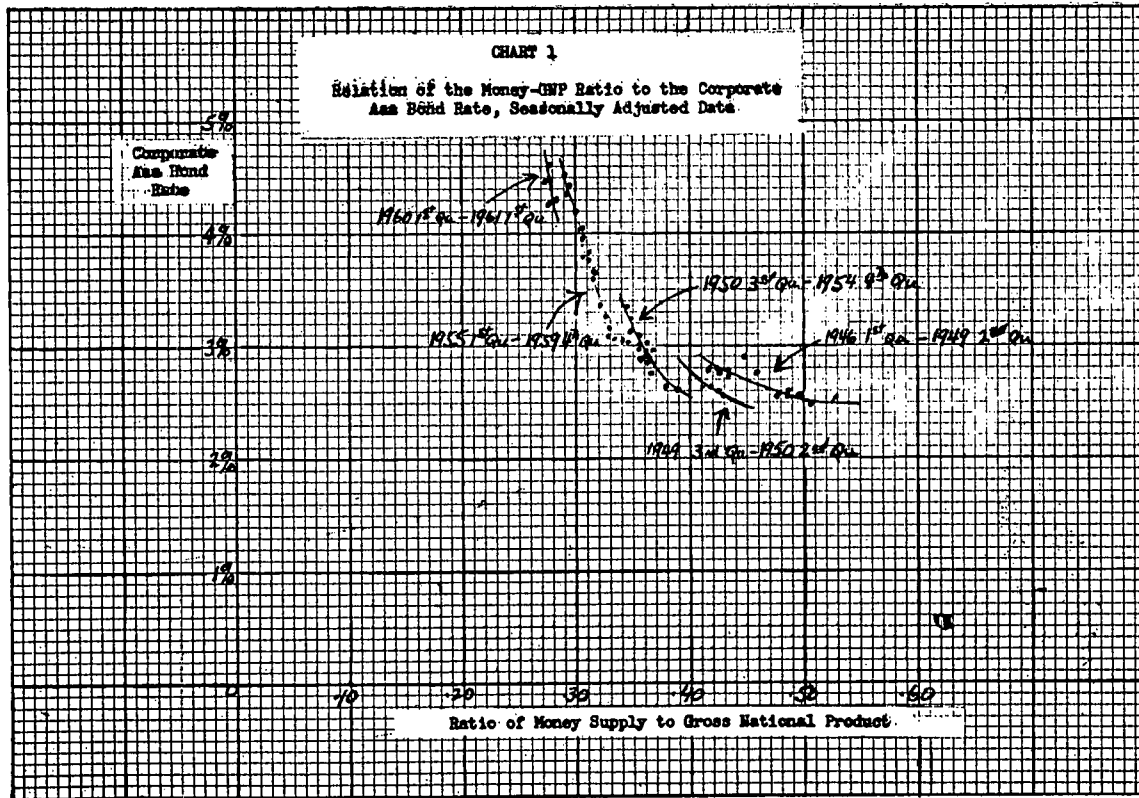 CHART 1
Relation of the Money-GNP Ratio to the Corporate
Aaa Bond Rate, Seasonally Adjusted Data
5%
Corporate
Aaa Bond
Rate
1960 1st Qu - 1961 1st Qu
4%
1950 3rd Qu - 1954 4th Qu
1955 1st Qu - 1959 4th Qu
1946 1st Qu - 1949 2nd Qu
3%
1949 3rd Qu - 1950 2nd Qu
2%
1%
0 .10 .20 .30 .40 .50 .60
Ratio of Money Supply to Gross National Product